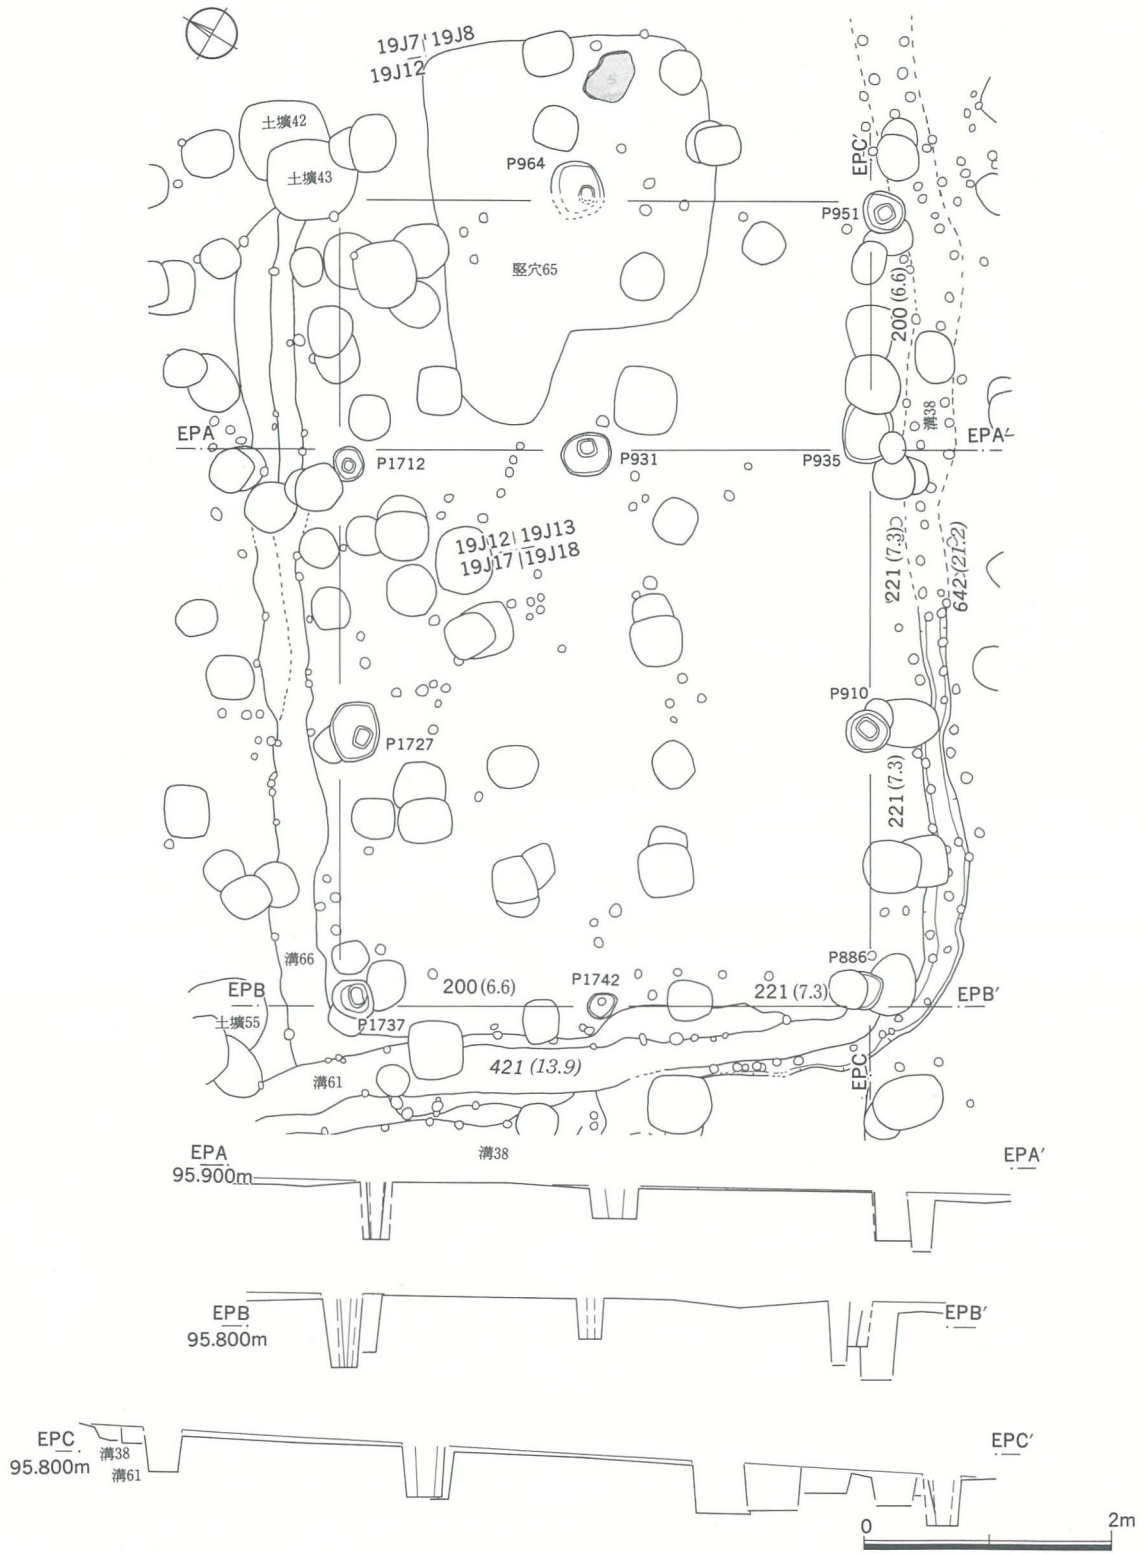 19J7 19J8
19J12
土壙42
土壙43
P964
竪穴65
EPC′
P951
200 (6.6)
溝38
EPA
EPA′
P1712
P931
P935
19J12 19J13
19J17 19J18
221 (7.3)
642 (21.2)
P910
P1727
221 (7.3)
溝66
P886
EPB
200 (6.6)
P1742
221 (7.3)
EPB′
土壙55
P1737
溝61
421 (13.9)
EPC
溝38
EPA
95.900m
EPA′
EPB
95.800m
EPB′
EPC
95.800m
溝38
溝61
EPC′
0 2m